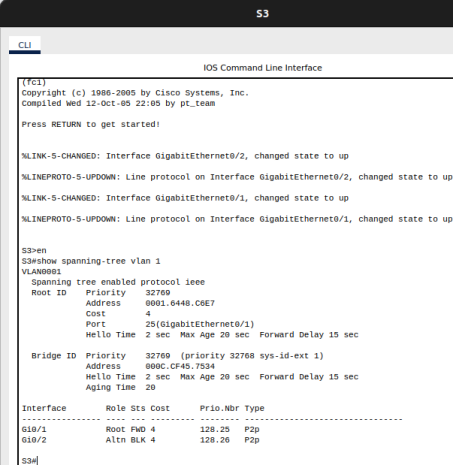 S3
CLI
IOS Command Line Interface
(fc1)
Copyright (c) 1986-2005 by Cisco Systems, Inc.
Compiled Wed 12-Oct-05 22:05 by pt_team
Press RETURN to get started!
%LINK-5-CHANGED: Interface GigabitEthernet0/2, changed state to up
%LINEPROTO-5-UPDOWN: Line protocol on Interface GigabitEthernet0/2, changed state to up
%LINK-5-CHANGED: Interface GigabitEthernet0/1, changed state to up
%LINEPROTO-5-UPDOWN: Line protocol on Interface GigabitEthernet0/1, changed state to up
S3>en
S3#show spanning-tree vlan 1
VLAN0001
  Spanning tree enabled protocol ieee
  Root ID    Priority    32769
             Address     0001.6448.C6E7
             Cost        4
             Port        25(GigabitEthernet0/1)
             Hello Time  2 sec  Max Age 20 sec  Forward Delay 15 sec
  Bridge ID  Priority    32769  (priority 32768 sys-id-ext 1)
             Address     000C.CF45.7534
             Hello Time  2 sec  Max Age 20 sec  Forward Delay 15 sec
             Aging Time  20
Interface        Role Sts Cost      Prio.Nbr Type
---------------- ---- --- --------- -------- --------------------------------
Gi0/1            Root FWD 4         128.25   P2p
Gi0/2            Altn BLK 4         128.26   P2p
S3#